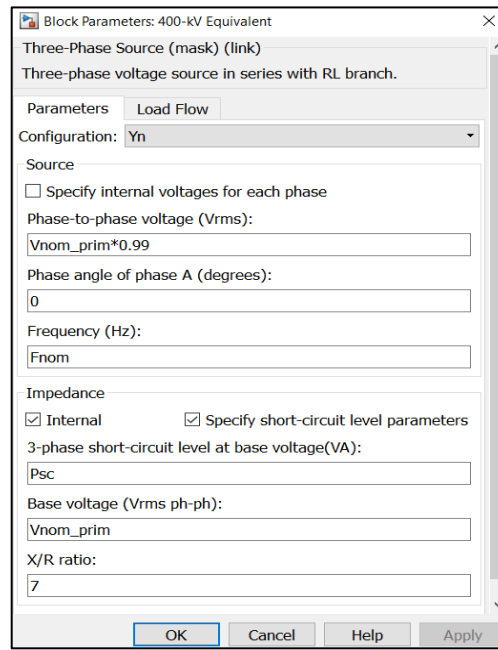 Block Parameters: 400-kV Equivalent
Three-Phase Source (mask) (link)
Three-phase voltage source in series with RL branch.
Parameters Load Flow
Configuration: Yn
Source
Specify internal voltages for each phase
Phase-to-phase voltage (Vrms):
Vnom_prim*0.99
Phase angle of phase A (degrees):
0
Frequency (Hz):
Fnom
Impedance
Internal Specify short-circuit level parameters
3-phase short-circuit level at base voltage(VA):
Psc
Base voltage (Vrms ph-ph):
Vnom_prim
X/R ratio:
7
OK Cancel Help Apply